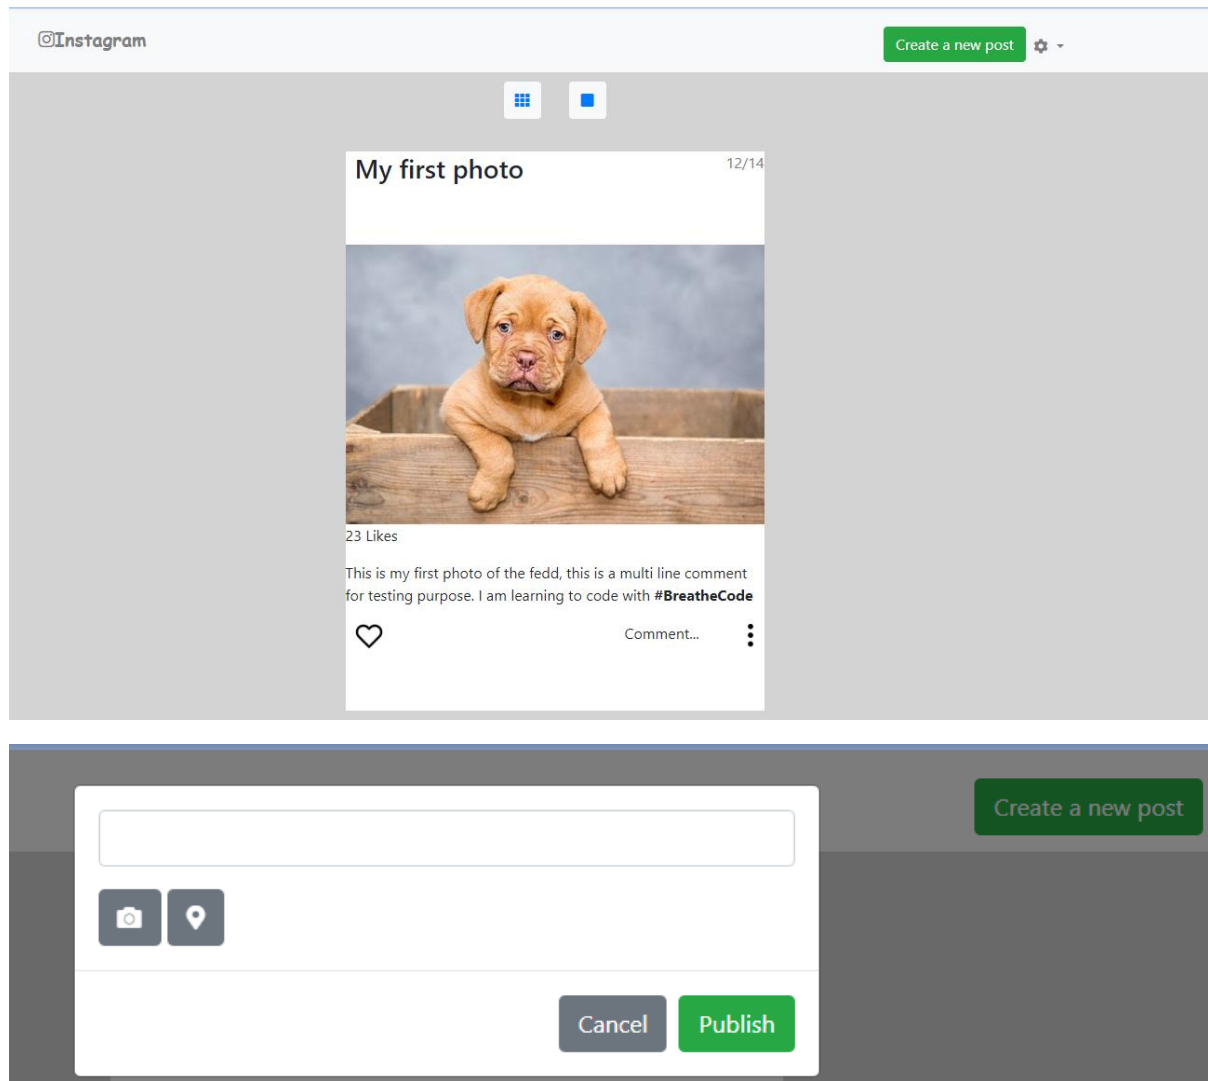 Instagram
Create a new post
My first photo
12/14
23 Likes
This is my first photo of the fedd, this is a multi line comment
for testing purpose. I am learning to code with #BreatheCode
Comment...
Create a new post
Cancel
Publish